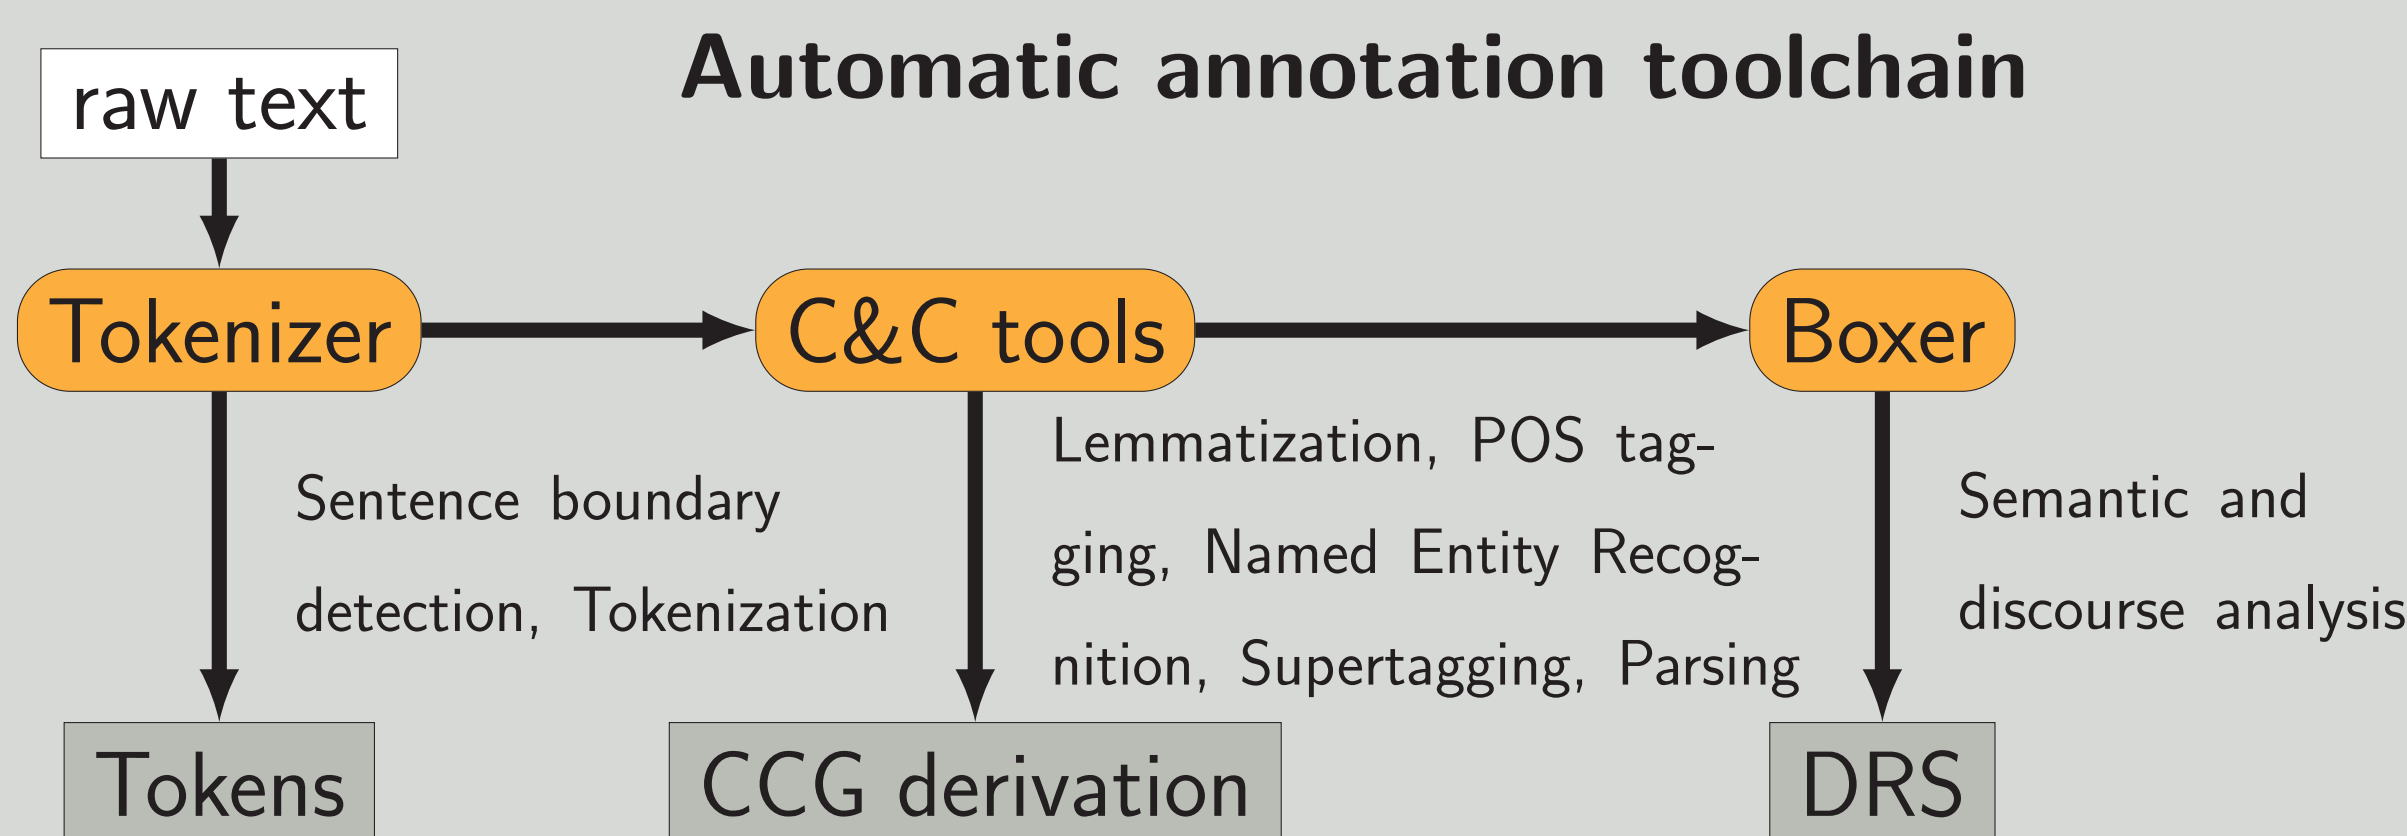 Automatic annotation toolchain
raw text
Tokenizer
C&C tools
Boxer
Sentence boundary
detection, Tokenization
Lemmatization, POS tag-
ging, Named Entity Recog-
nition, Supertagging, Parsing
Semantic and
discourse analysis
Tokens
CCG derivation
DRS